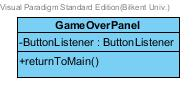 Visual Paradigm Standard Edition(Bilkent Univ.)
GameOverPanel
-ButtonListener : ButtonListener
+returnToMain()